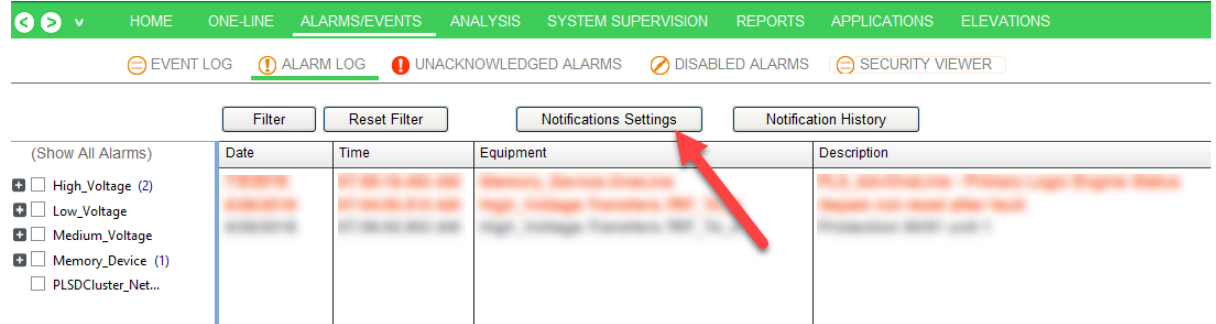 HOME ONE-LINE ALARMS/EVENTS ANALYSIS SYSTEM SUPERVISION REPORTS APPLICATIONS ELEVATIONS
EVENT LOG ALARM LOG UNACKNOWLEDGED ALARMS DISABLED ALARMS SECURITY VIEWER
Filter Reset Filter Notifications Settings Notification History
(Show All Alarms) Date Time Equipment Description
High_Voltage (2)
Low_Voltage
Medium_Voltage
Memory_Device (1)
PLSDCluster_Net...